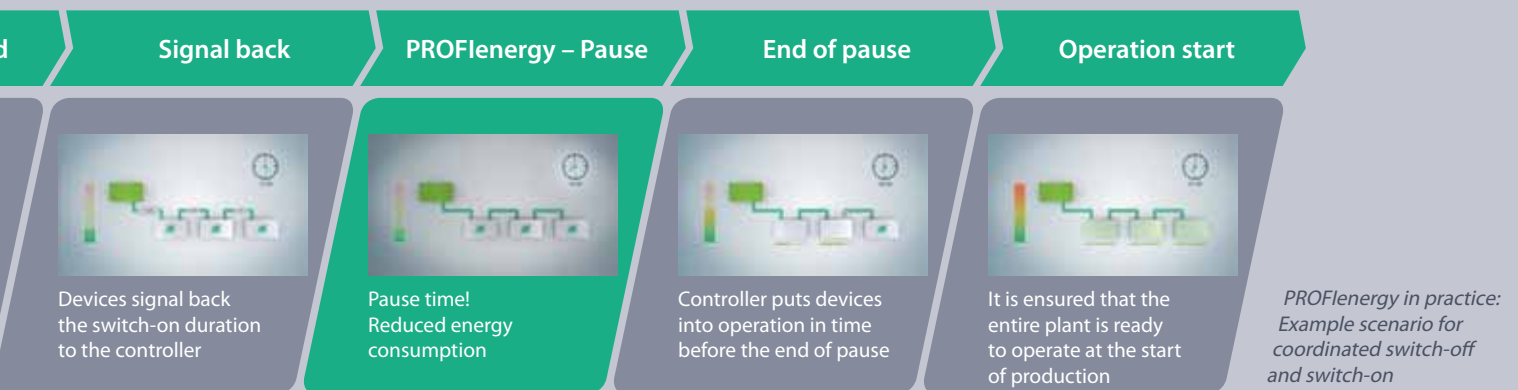 d
Signal back
PROFIenergy – Pause
End of pause
Operation start
Devices signal back
the switch-on duration
to the controller
Pause time!
Reduced energy
consumption
Controller puts devices
into operation in time
before the end of pause
It is ensured that the
entire plant is ready
to operate at the start
of production
PROFIenergy in practice:
Example scenario for
coordinated switch-off
and switch-on